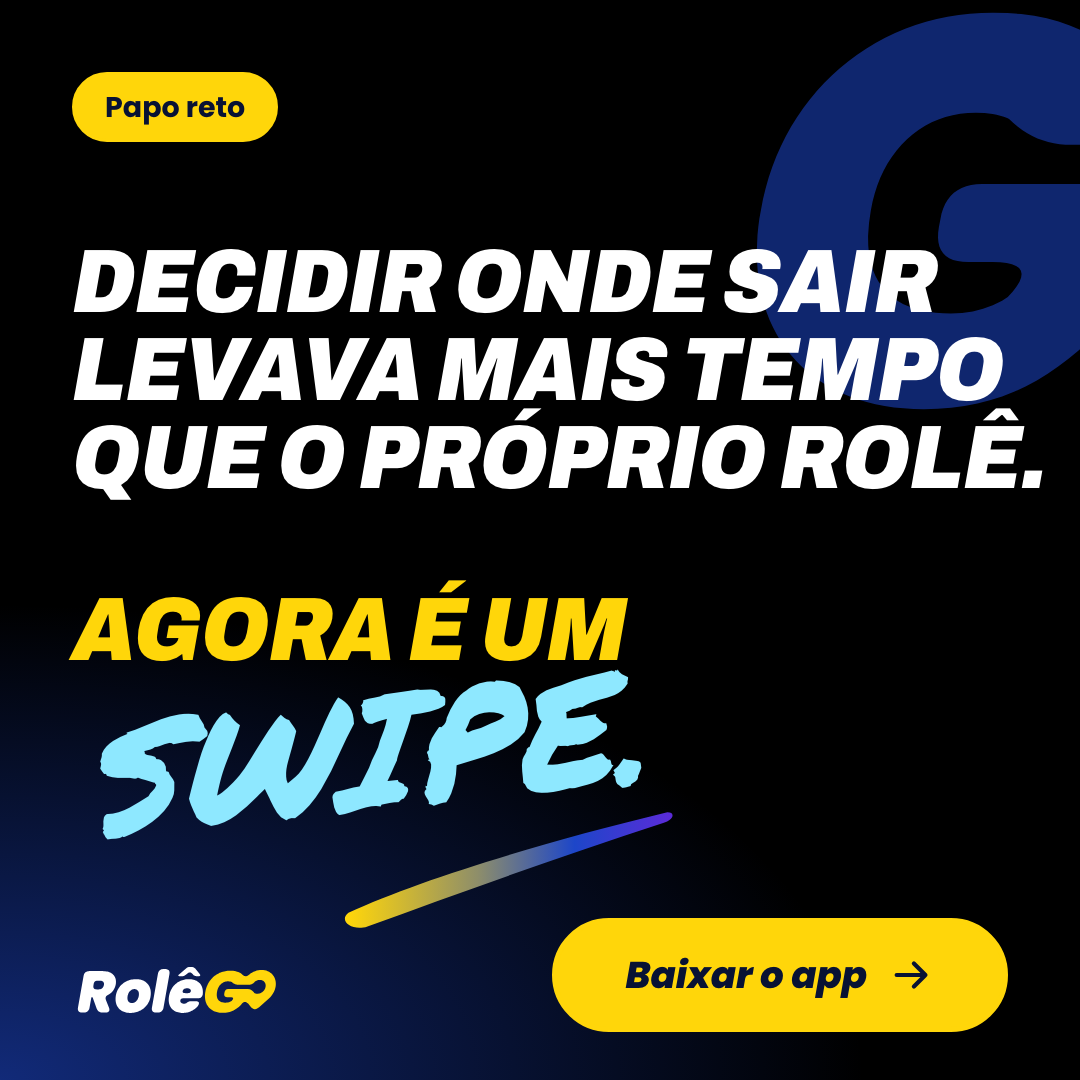 Papo reto
DECIDIR ONDE SAIR
LEVAVA MAIS TEMPO
QUE O PRÓPRIO ROLÊ.
AGORA É UM
SWIPE.
RolêGO
Baixar o app →